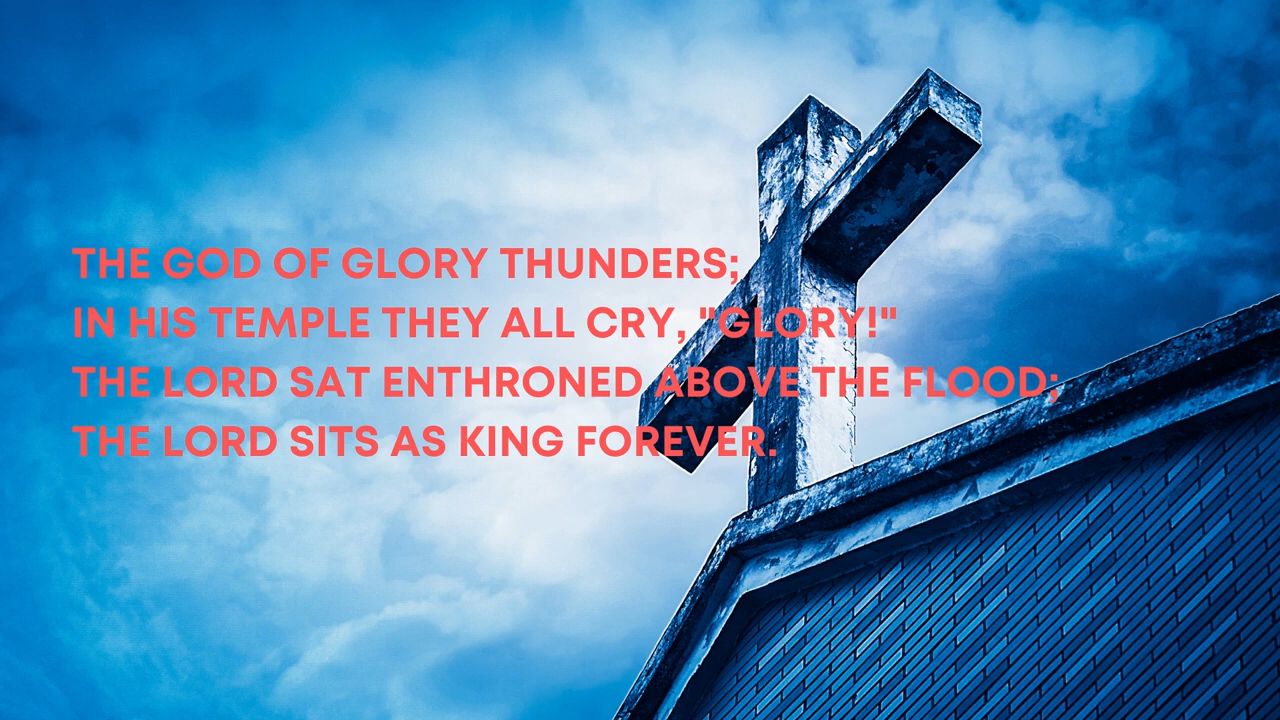 THE GOD OF GLORY THUNDERS;
IN HIS TEMPLE THEY ALL CRY, "GLORY!"
THE LORD SAT ENTHRONED ABOVE THE FLOOD;
THE LORD SITS AS KING FOREVER.